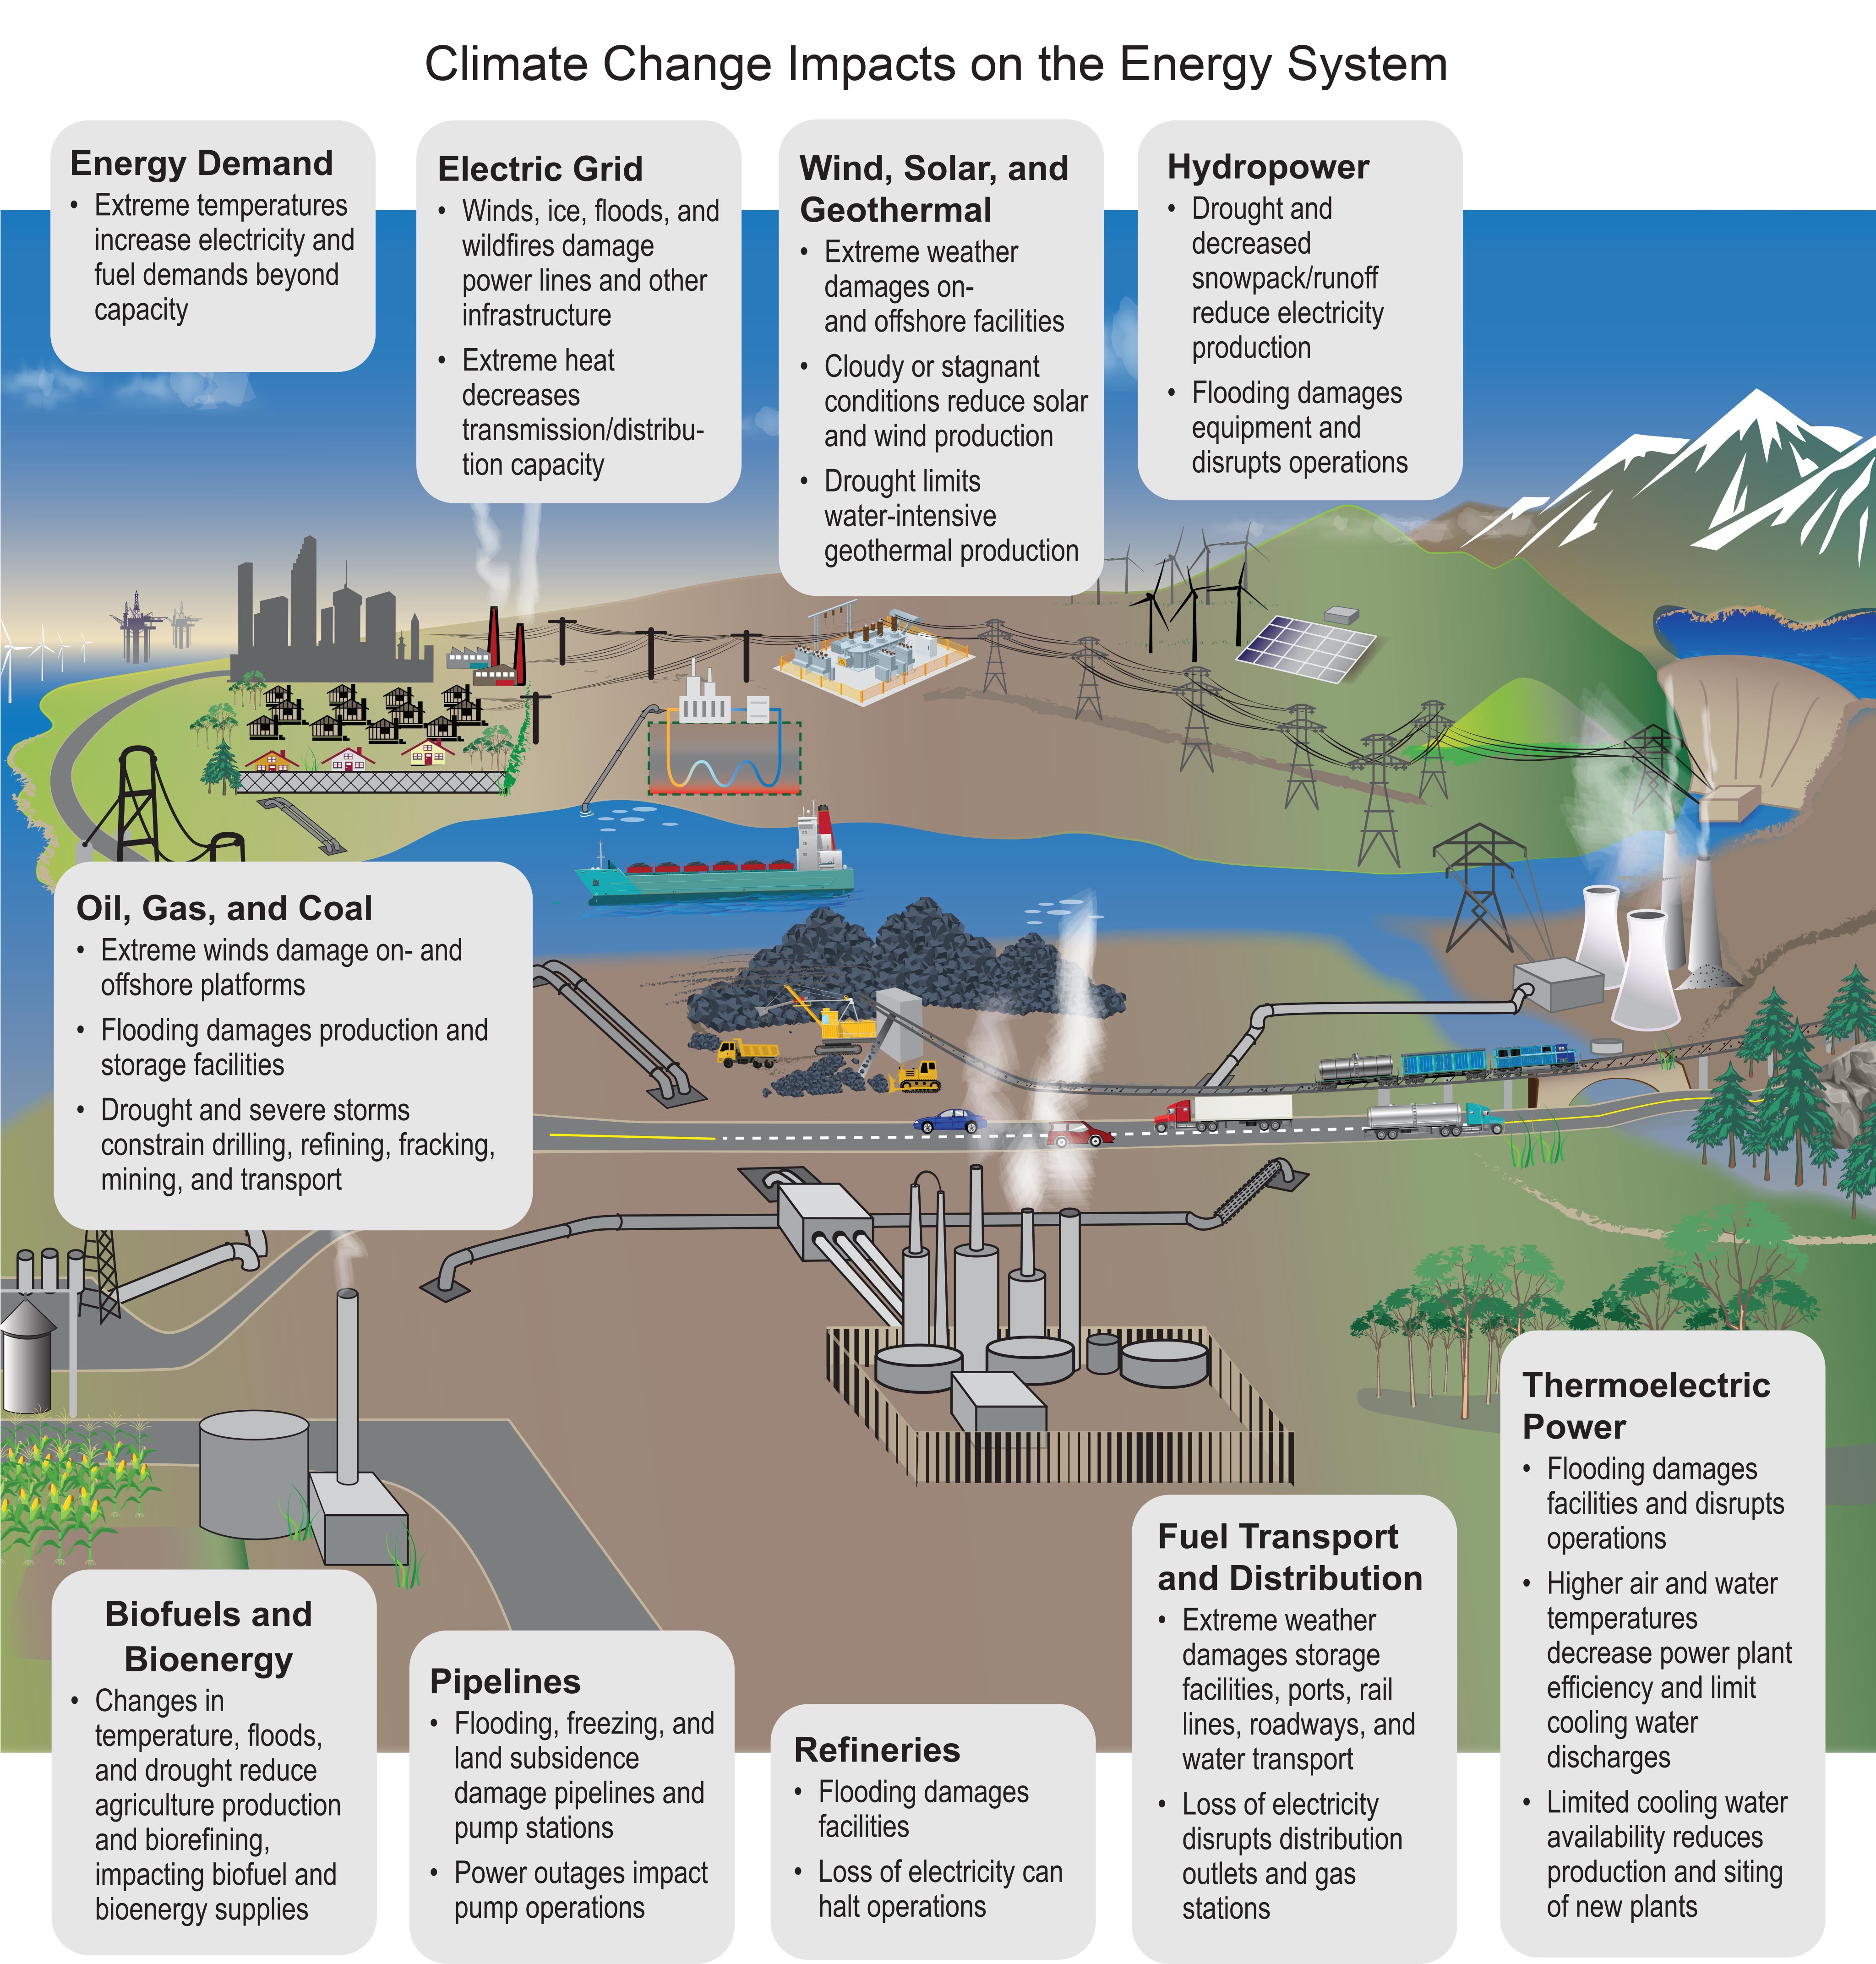 Climate Change Impacts on the Energy System
Energy Demand
• Extreme temperatures
increase electricity and
fuel demands beyond
capacity
Electric Grid
• Winds, ice, floods, and
wildfires damage
power lines and other
infrastructure
• Extreme heat
decreases
transmission/distribu-
tion capacity
Wind, Solar, and
Geothermal
• Extreme weather
damages on-
and offshore facilities
• Cloudy or stagnant
conditions reduce solar
and wind production
• Drought limits
water-intensive
geothermal production
Hydropower
• Drought and
decreased
snowpack/runoff
reduce electricity
production
• Flooding damages
equipment and
disrupts operations
Oil, Gas, and Coal
• Extreme winds damage on- and
offshore platforms
• Flooding damages production and
storage facilities
• Drought and severe storms
constrain drilling, refining, fracking,
mining, and transport
Biofuels and
Bioenergy
• Changes in
temperature, floods,
and drought reduce
agriculture production
and biorefining,
impacting biofuel and
bioenergy supplies
Pipelines
• Flooding, freezing, and
land subsidence
damage pipelines and
pump stations
• Power outages impact
pump operations
Refineries
• Flooding damages
facilities
• Loss of electricity can
halt operations
Fuel Transport
and Distribution
• Extreme weather
damages storage
facilities, ports, rail
lines, roadways, and
water transport
• Loss of electricity
disrupts distribution
outlets and gas
stations
Thermoelectric
Power
• Flooding damages
facilities and disrupts
operations
• Higher air and water
temperatures
decrease power plant
efficiency and limit
cooling water
discharges
• Limited cooling water
availability reduces
production and siting
of new plants